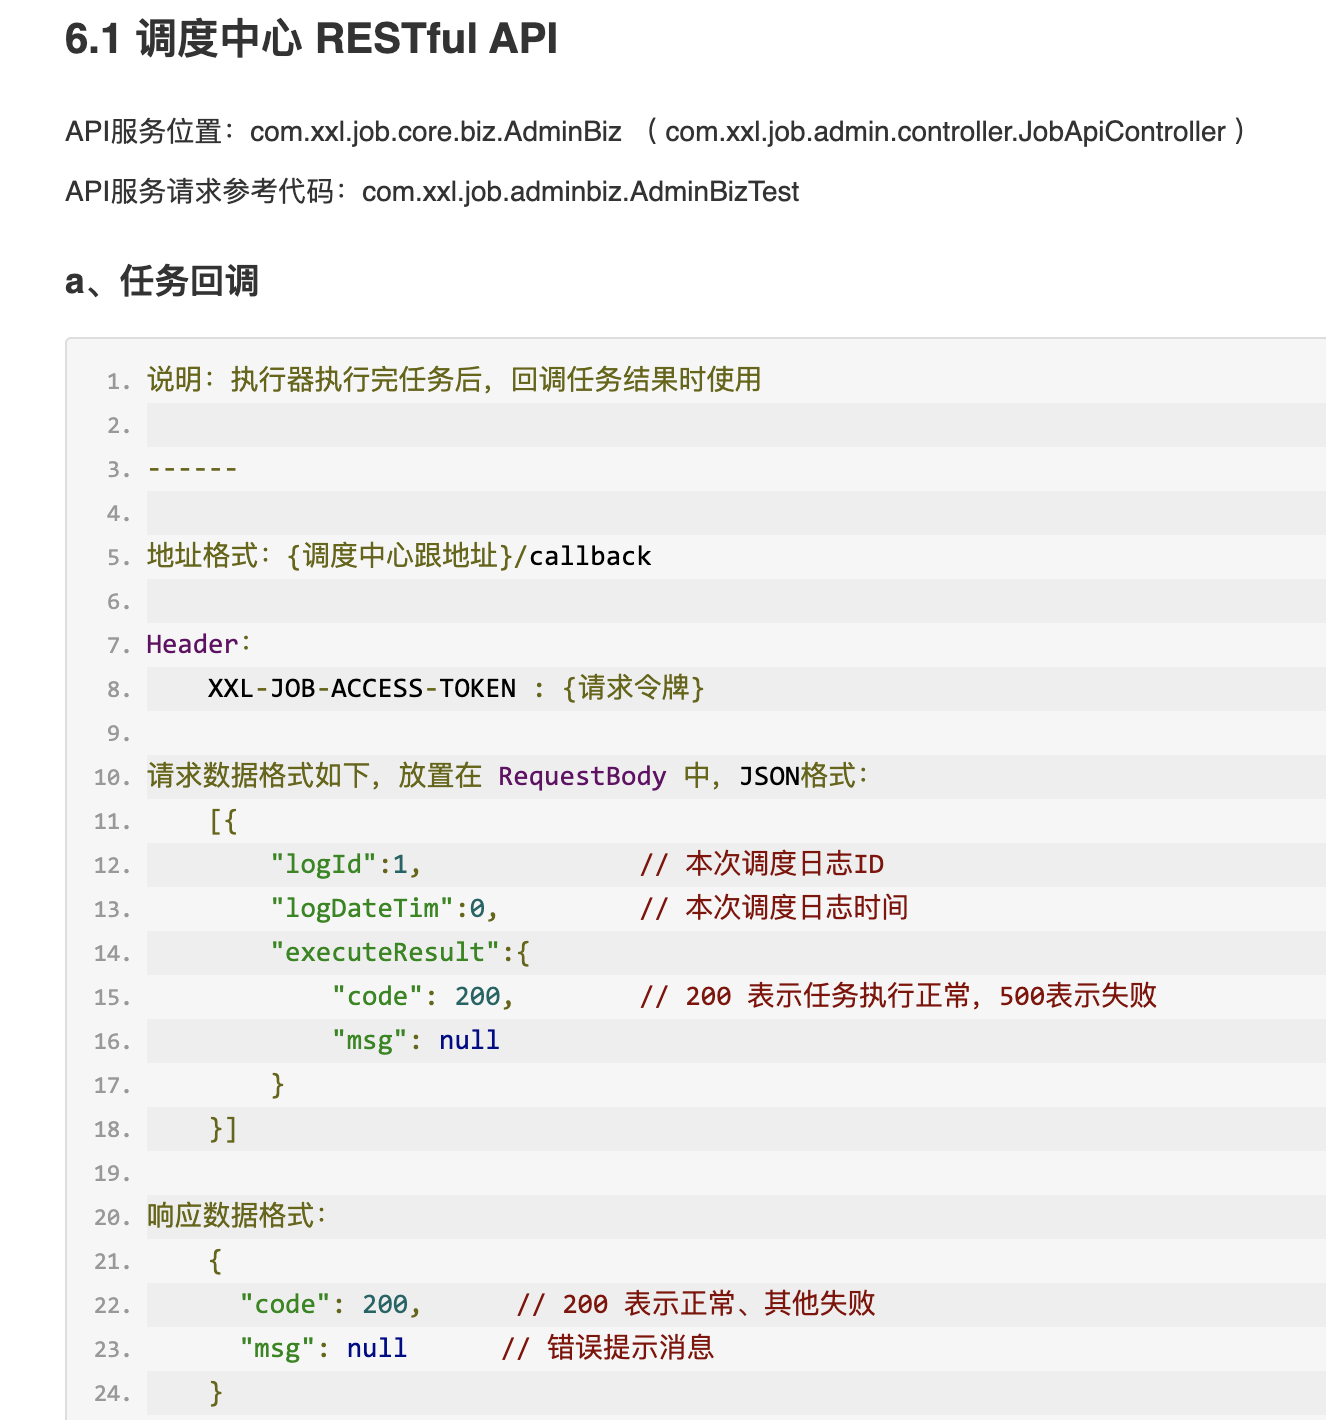 6.1 调度中心 RESTful API
API服务位置：com.xxl.job.core.biz.AdminBiz （ com.xxl.job.admin.controller.JobApiController ）
API服务请求参考代码：com.xxl.job.adminbiz.AdminBizTest
a、任务回调
1. 说明：执行器执行完任务后，回调任务结果时使用
2.
3. ------
4.
5. 地址格式：{调度中心跟地址}/callback
6.
7. Header：
8.     XXL-JOB-ACCESS-TOKEN : {请求令牌}
9.
10. 请求数据格式如下，放置在 RequestBody 中，JSON格式：
11.     [{
12.         "logId":1,              // 本次调度日志ID
13.         "logDateTim":0,         // 本次调度日志时间
14.         "executeResult":{
15.             "code": 200,        // 200 表示任务执行正常，500表示失败
16.             "msg": null
17.         }
18.     }]
19.
20. 响应数据格式：
21.     {
22.       "code": 200,      // 200 表示正常、其他失败
23.       "msg": null      // 错误提示消息
24.     }